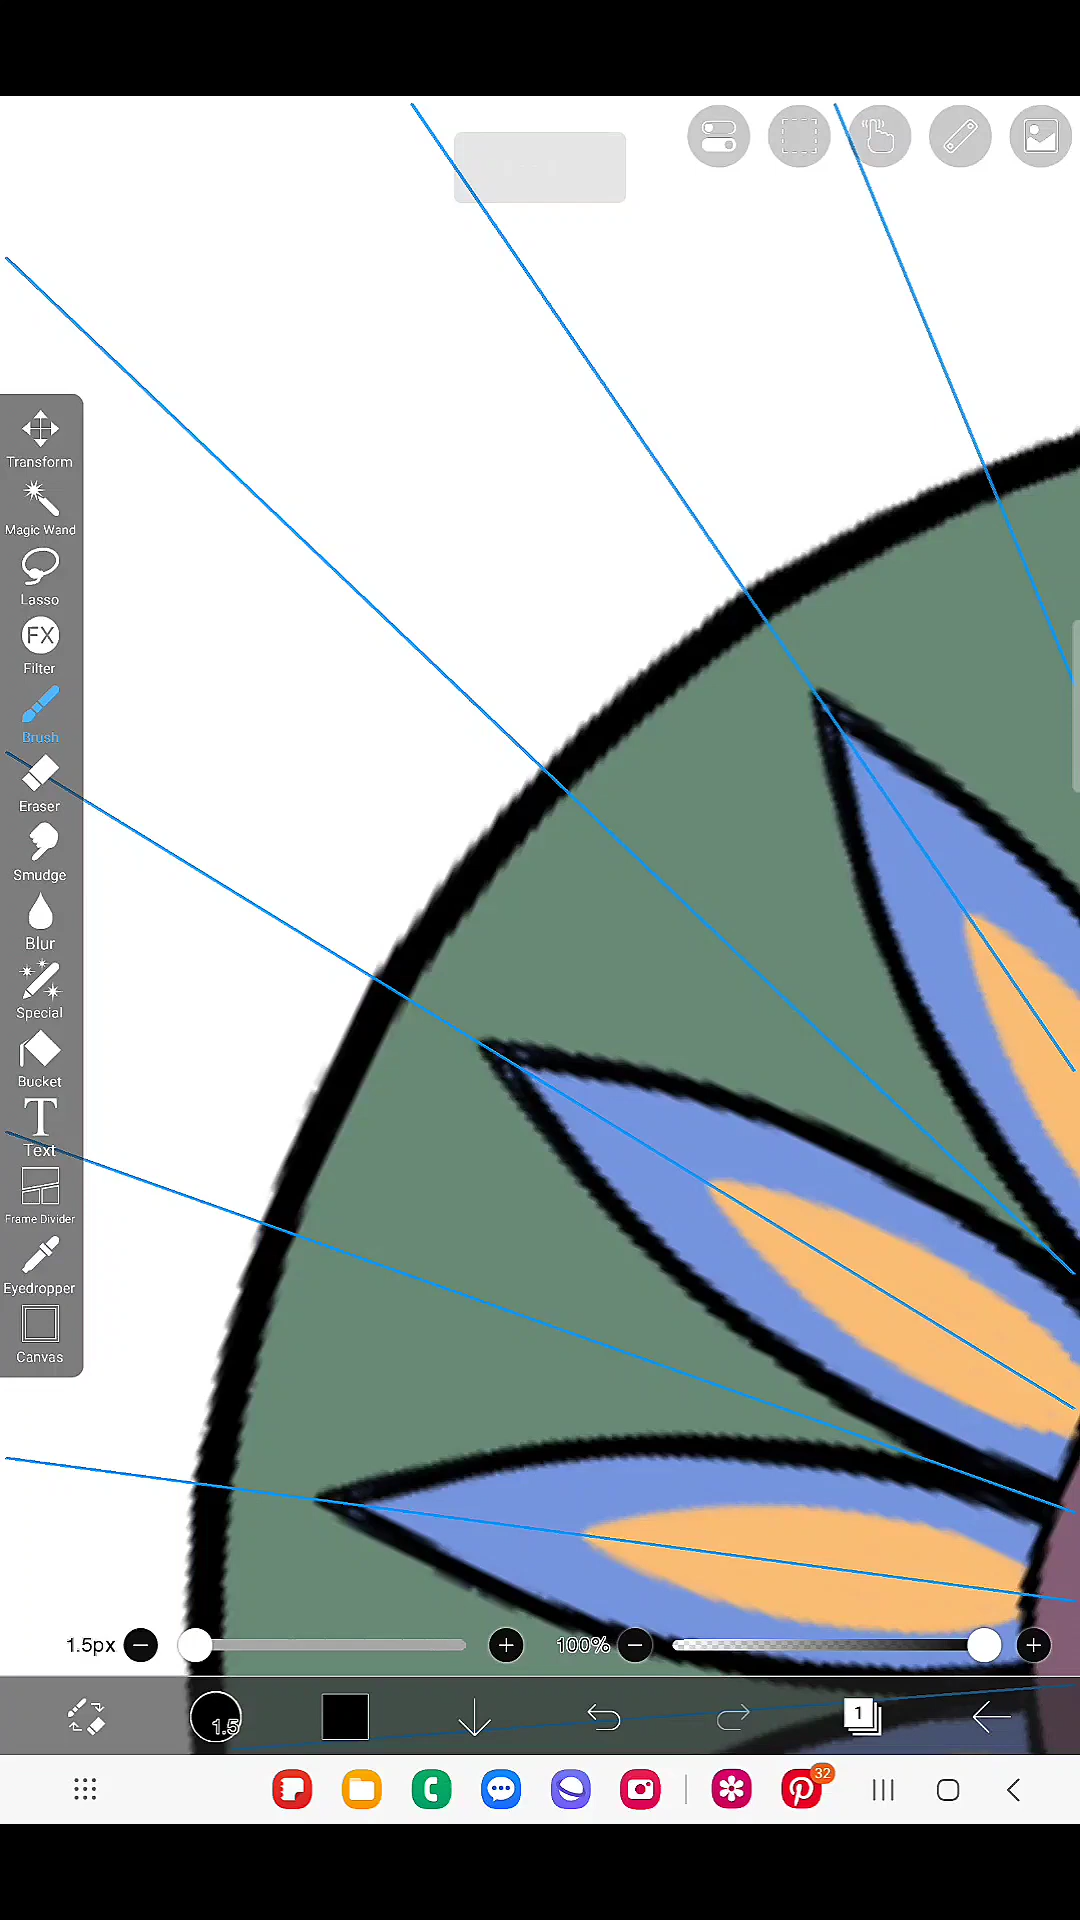 Transform
Magic Wand
Lasso
FX
Filter
Brush
Eraser
Smudge
Blur
Special
Bucket
T
Text
Frame Divider
Eyedropper
Canvas
1.5px
100%
1.5
1
32